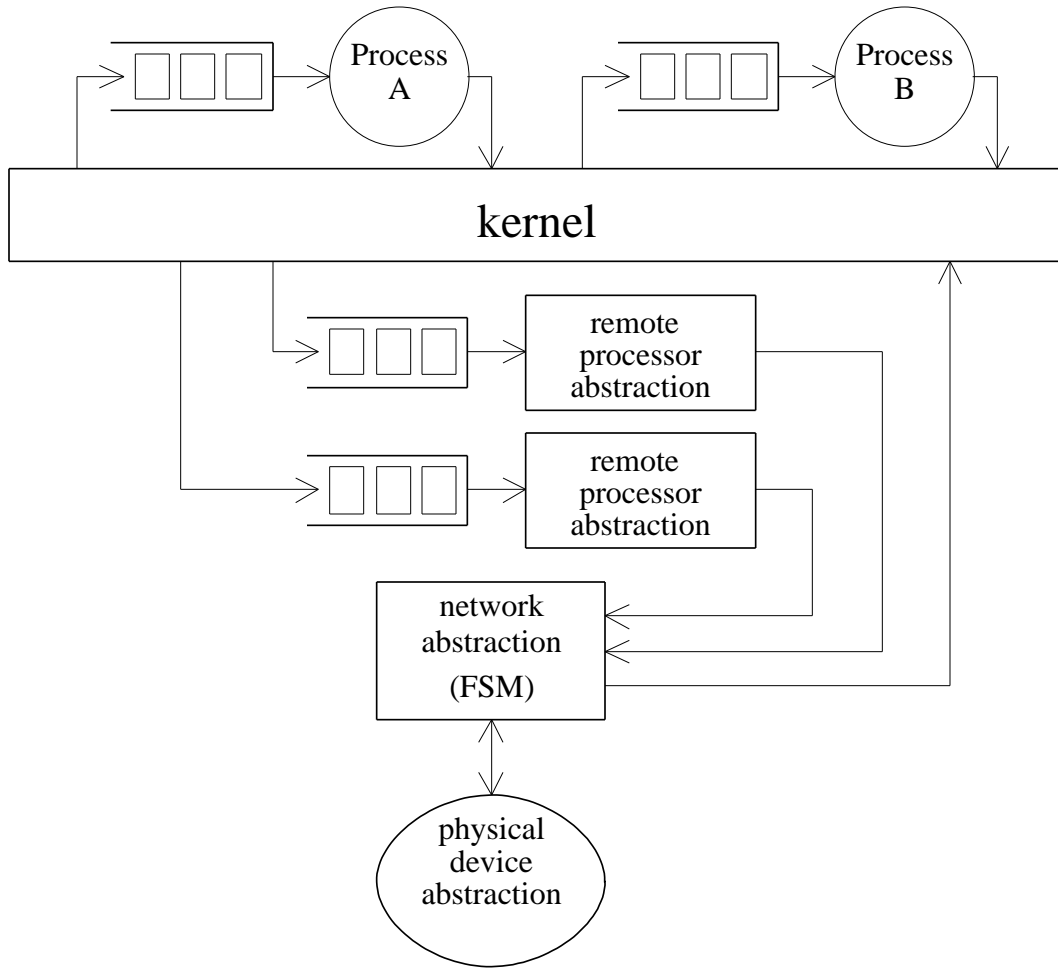 Process
A
Process
B
kernel
remote
processor
abstraction
remote
processor
abstraction
network
abstraction
(FSM)
physical
device
abstraction